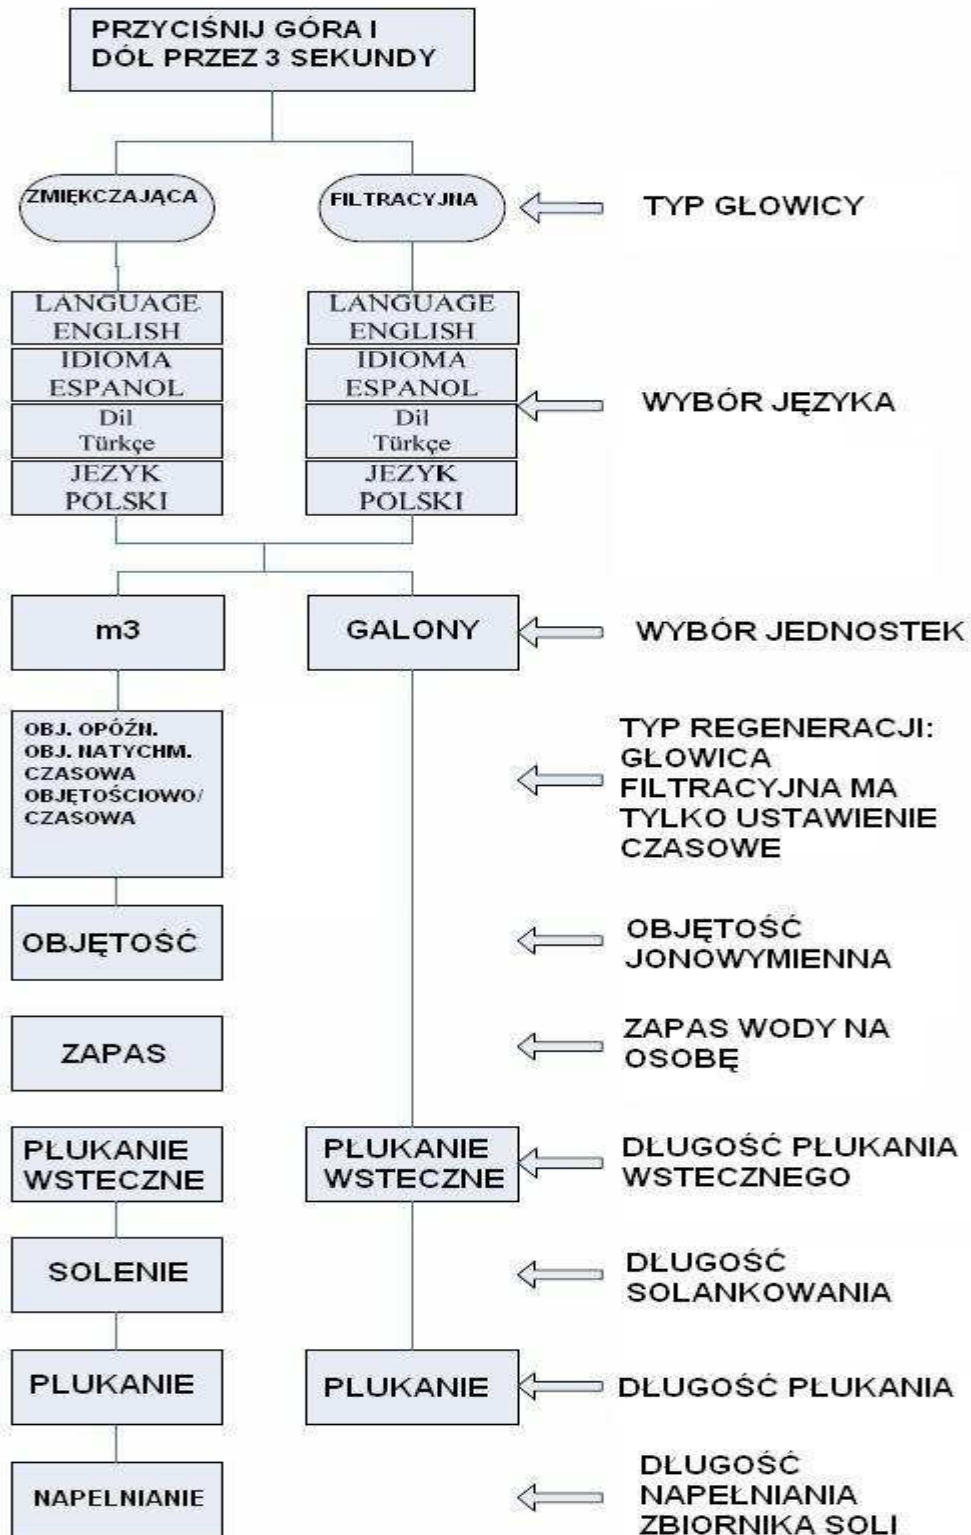 PRZYCIŚNIJ GÓRA I
DÓŁ PRZEZ 3 SEKUNDY
ZMIĘKCZAJĄCA
FILTRACYJNA
TYP GŁOWICY
LANGUAGE
ENGLISH
IDIOMA
ESPANOL
Dil
Türkçe
JEZYK
POLSKI
LANGUAGE
ENGLISH
IDIOMA
ESPANOL
Dil
Türkçe
JEZYK
POLSKI
WYBÓR JĘZYKA
m3
GALONY
WYBÓR JEDNOSTEK
OBJ. OPÓŹN.
OBJ. NATYCHM.
CZASOWA
OBJĘTOŚCIOWO/
CZASOWA
TYP REGENERACJI:
GŁOWICA
FILTRACYJNA MA
TYLKO USTAWIENIE
CZASOWE
OBJĘTOŚĆ
OBJĘTOŚĆ
JONOWYMIENNA
ZAPAS
ZAPAS WODY NA
OSOBĘ
PŁUKANIE
WSTECZNE
PŁUKANIE
WSTECZNE
DŁUGOŚĆ PŁUKANIA
WSTECZNEGO
SOLENIE
DŁUGOŚĆ
SOLANKOWANIA
PLUKANIE
PLUKANIE
DŁUGOŚĆ PŁUKANIA
NAPELNIANIE
DŁUGOŚĆ
NAPEŁNIANIA
ZBIORNIKA SOLI